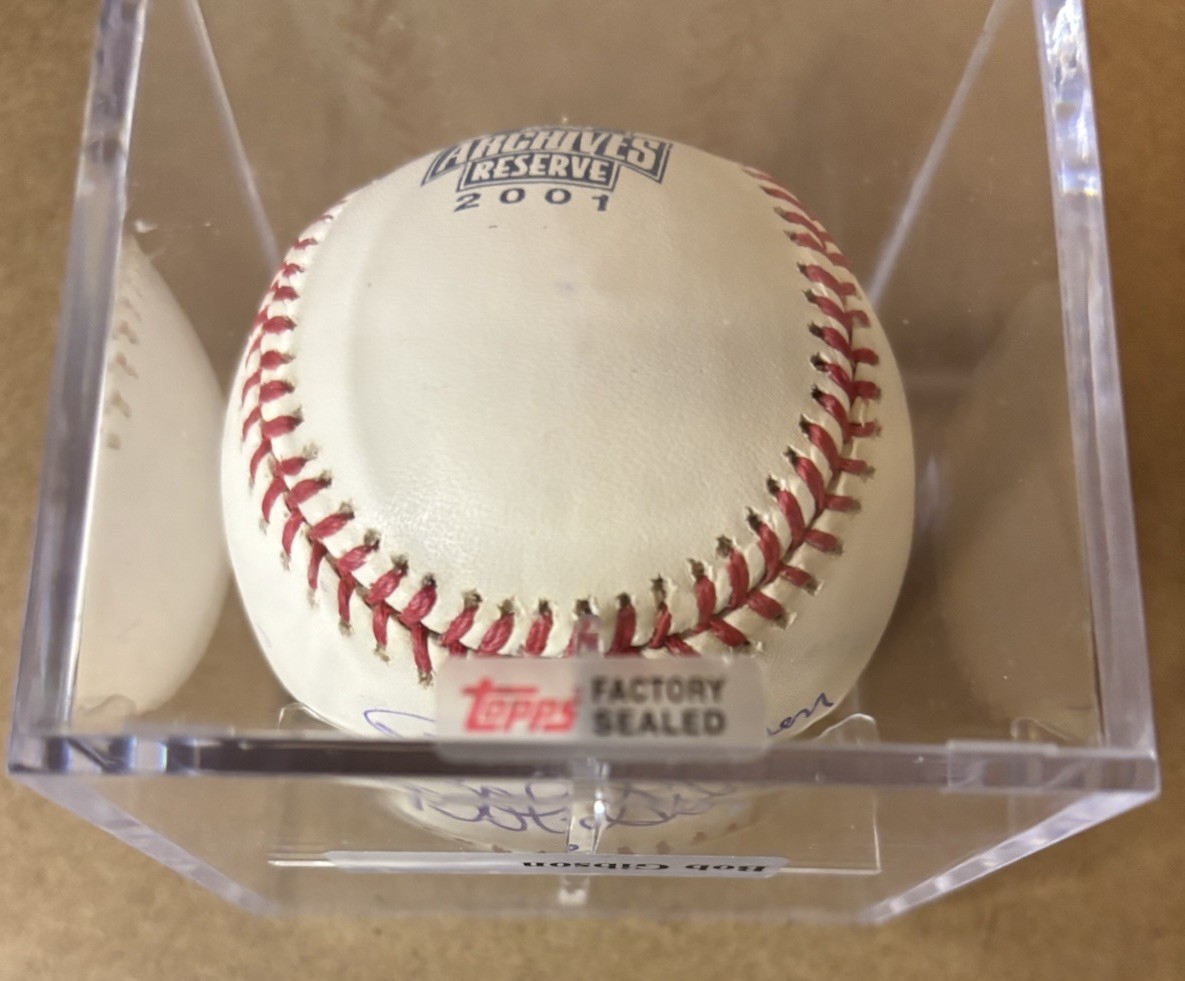 ARCHIVES
RESERVE
2001
Topps FACTORY
SEALED
Bob Gibson